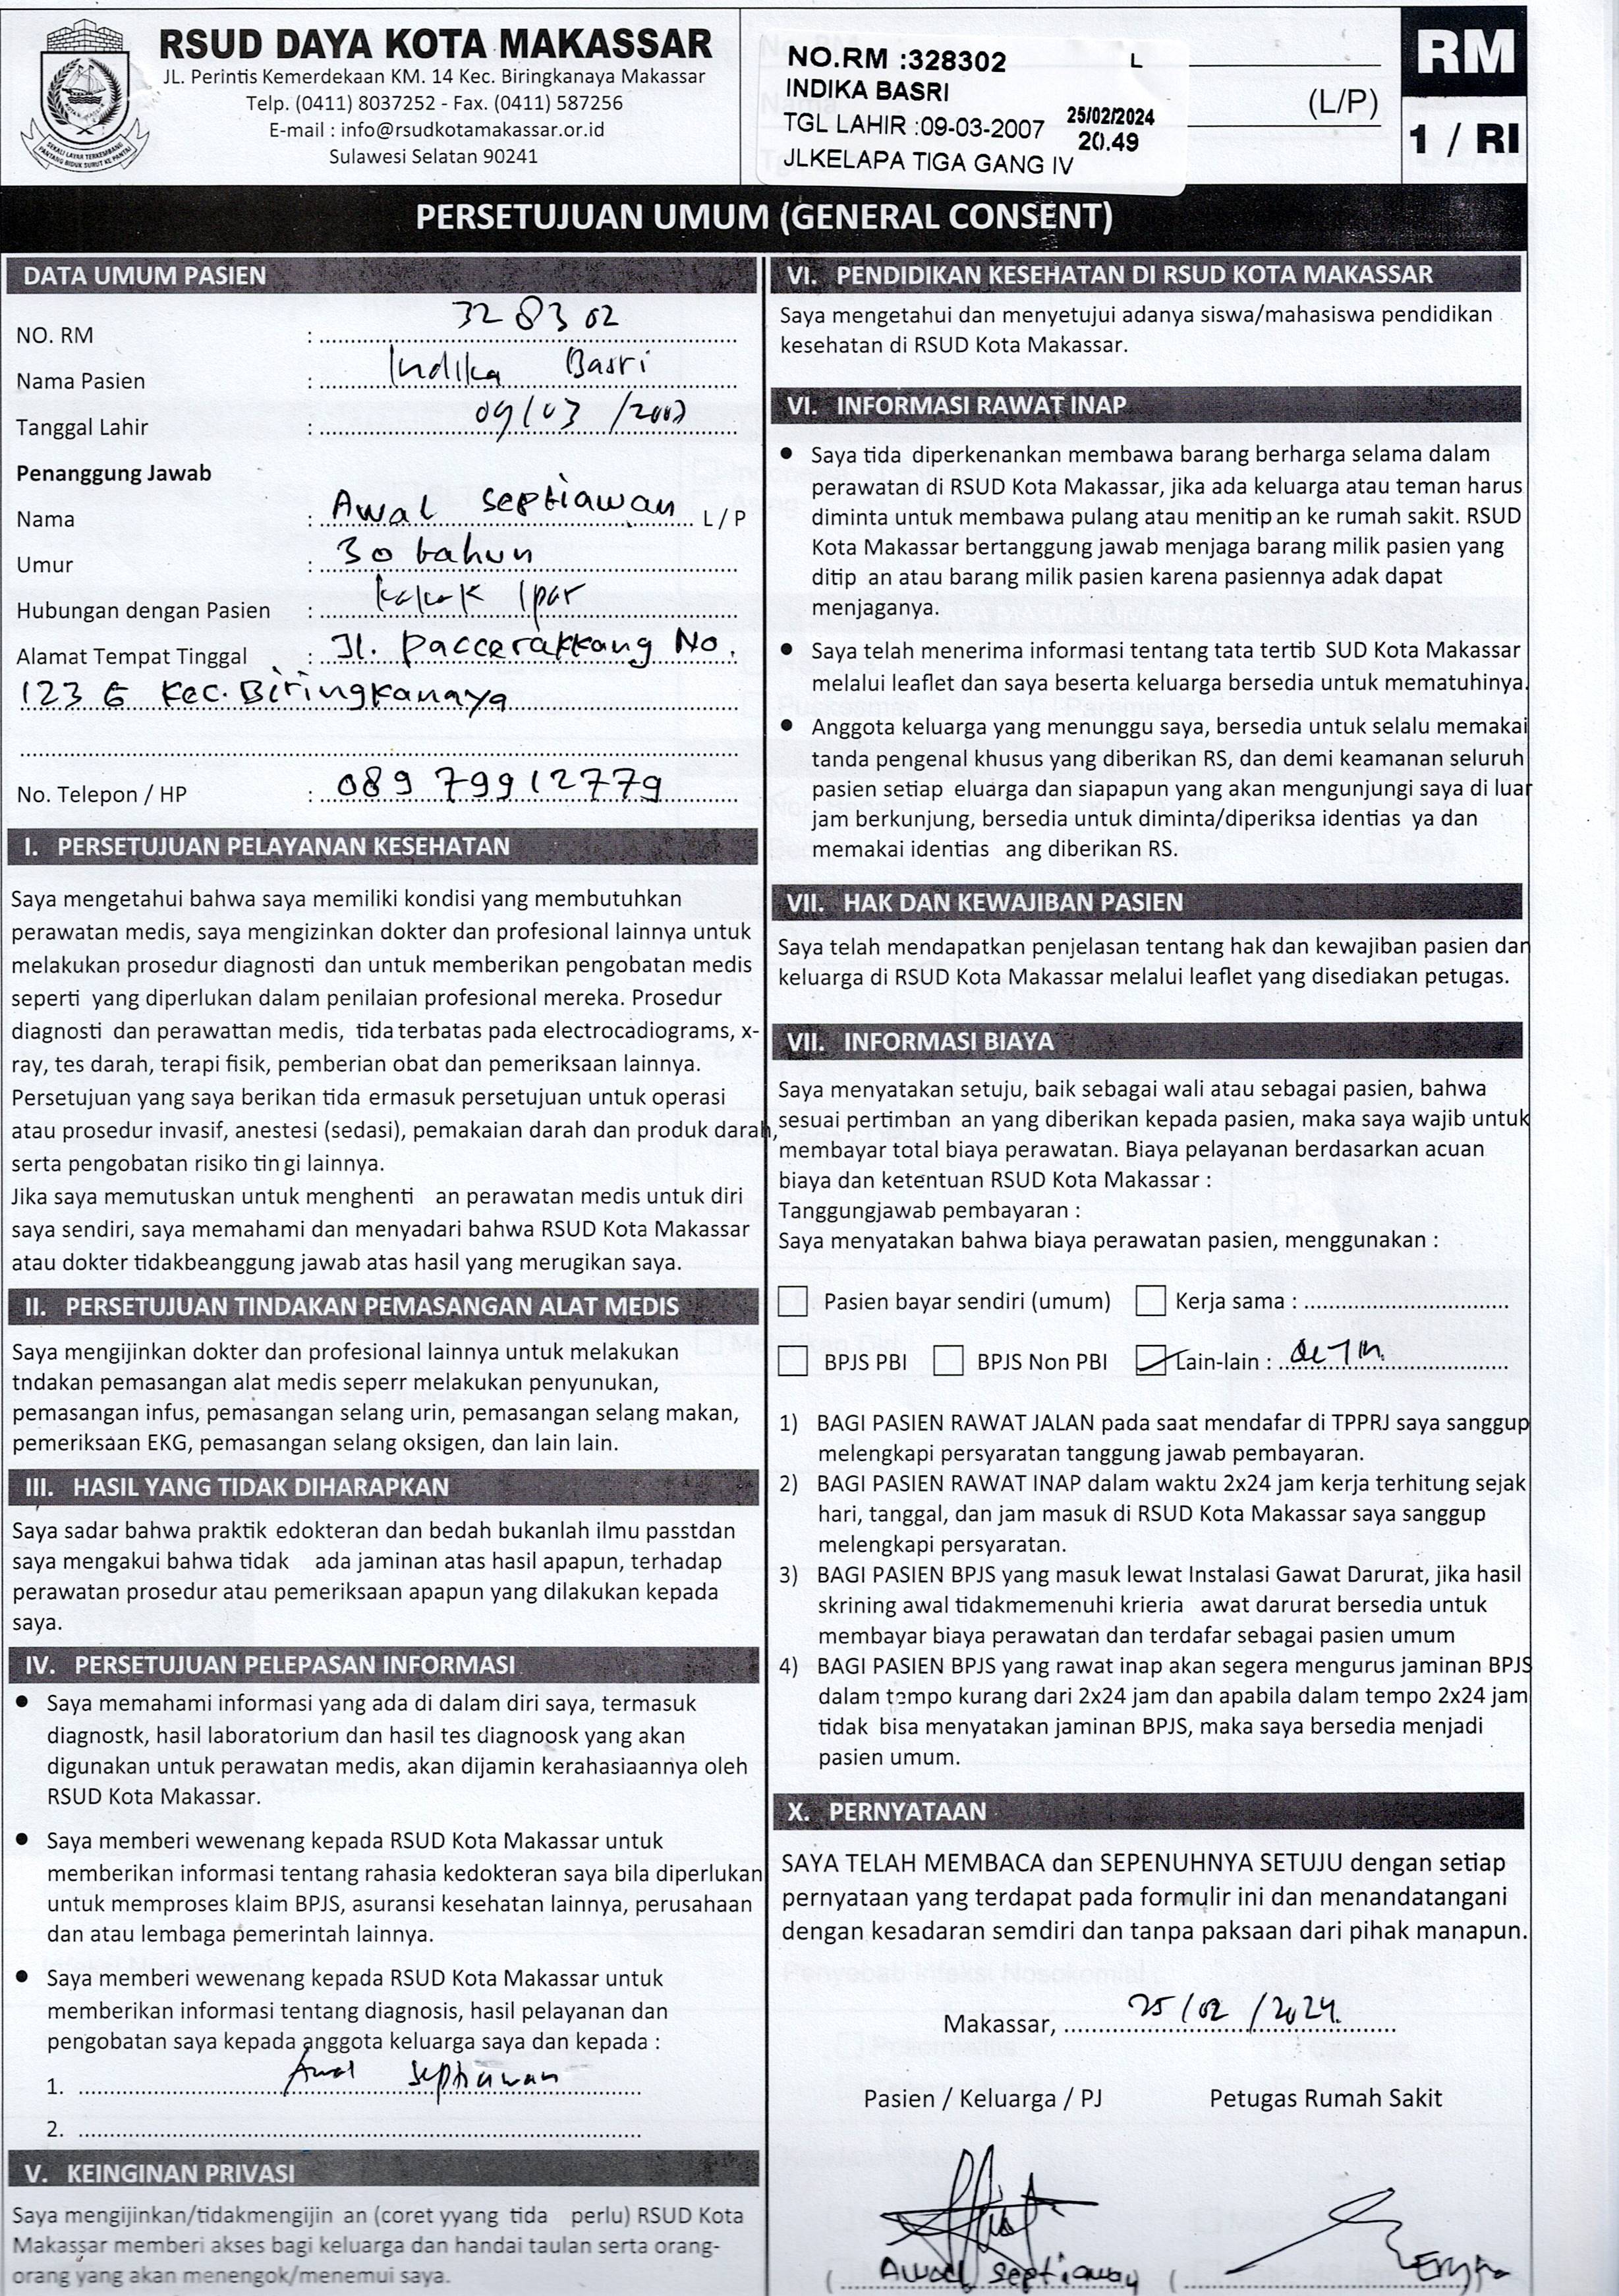 RSUD DAYA KOTA MAKASSAR
JL. Perintis Kemerdekaan KM. 14 Kec. Biringkanaya Makassar
Telp. (0411) 8037252 - Fax. (0411) 587256
E-mail : info@rsudkotamakassar.or.id
Sulawesi Selatan 90241
SEKALI LAYAR TERKEMBANG
PANTANG BIDUK SURUT KE PANTAI
NO.RM :328302 L
INDIKA BASRI
TGL LAHIR :09-03-2007 25/02/2024
20.49
JLKELAPA TIGA GANG IV
(L/P)
RM
1 / RI
PERSETUJUAN UMUM (GENERAL CONSENT)
DATA UMUM PASIEN
NO. RM : 328302
Nama Pasien : Indika Basri
Tanggal Lahir : 09/03/2007
Penanggung Jawab
Nama : Awal septiawan L / P
Umur : 30 tahun
Hubungan dengan Pasien : kakak Ipar
Alamat Tempat Tinggal : Jl. paccerakkang No.
123 E Kec. Biringkanaya
No. Telepon / HP : 08979912779
I. PERSETUJUAN PELAYANAN KESEHATAN
Saya mengetahui bahwa saya memiliki kondisi yang membutuhkan
perawatan medis, saya mengizinkan dokter dan profesional lainnya untuk
melakukan prosedur diagnosti dan untuk memberikan pengobatan medis
seperti yang diperlukan dalam penilaian profesional mereka. Prosedur
diagnosti dan perawattan medis, tida terbatas pada electrocadiograms, x-
ray, tes darah, terapi fisik, pemberian obat dan pemeriksaan lainnya.
Persetujuan yang saya berikan tida ermasuk persetujuan untuk operasi
atau prosedur invasif, anestesi (sedasi), pemakaian darah dan produk darah,
serta pengobatan risiko tin gi lainnya.
Jika saya memutuskan untuk menghenti an perawatan medis untuk diri
saya sendiri, saya memahami dan menyadari bahwa RSUD Kota Makassar
atau dokter tidakbeanggung jawab atas hasil yang merugikan saya.
II. PERSETUJUAN TINDAKAN PEMASANGAN ALAT MEDIS
Saya mengijinkan dokter dan profesional lainnya untuk melakukan
tndakan pemasangan alat medis seperr melakukan penyunukan,
pemasangan infus, pemasangan selang urin, pemasangan selang makan,
pemeriksaan EKG, pemasangan selang oksigen, dan lain lain.
III. HASIL YANG TIDAK DIHARAPKAN
Saya sadar bahwa praktik edokteran dan bedah bukanlah ilmu passtdan
saya mengakui bahwa tidak ada jaminan atas hasil apapun, terhadap
perawatan prosedur atau pemeriksaan apapun yang dilakukan kepada
saya.
IV. PERSETUJUAN PELEPASAN INFORMASI
● Saya memahami informasi yang ada di dalam diri saya, termasuk
diagnostk, hasil laboratorium dan hasil tes diagnoosk yang akan
digunakan untuk perawatan medis, akan dijamin kerahasiaannya oleh
RSUD Kota Makassar.
● Saya memberi wewenang kepada RSUD Kota Makassar untuk
memberikan informasi tentang rahasia kedokteran saya bila diperlukan
untuk memproses klaim BPJS, asuransi kesehatan lainnya, perusahaan
dan atau lembaga pemerintah lainnya.
● Saya memberi wewenang kepada RSUD Kota Makassar untuk
memberikan informasi tentang diagnosis, hasil pelayanan dan
pengobatan saya kepada anggota keluarga saya dan kepada :
1. Awal septiawan
2.
V. KEINGINAN PRIVASI
Saya mengijinkan/tidakmengijin an (coret yyang tida perlu) RSUD Kota
Makassar memberi akses bagi keluarga dan handai taulan serta orang-
orang yang akan menengok/menemui saya.
VI. PENDIDIKAN KESEHATAN DI RSUD KOTA MAKASSAR
Saya mengetahui dan menyetujui adanya siswa/mahasiswa pendidikan
kesehatan di RSUD Kota Makassar.
VI. INFORMASI RAWAT INAP
● Saya tida diperkenankan membawa barang berharga selama dalam
perawatan di RSUD Kota Makassar, jika ada keluarga atau teman harus
diminta untuk membawa pulang atau menitip an ke rumah sakit. RSUD
Kota Makassar bertanggung jawab menjaga barang milik pasien yang
ditip an atau barang milik pasien karena pasiennya adak dapat
menjaganya.
● Saya telah menerima informasi tentang tata tertib SUD Kota Makassar
melalui leaflet dan saya beserta keluarga bersedia untuk mematuhinya.
● Anggota keluarga yang menunggu saya, bersedia untuk selalu memakai
tanda pengenal khusus yang diberikan RS, dan demi keamanan seluruh
pasien setiap eluarga dan siapapun yang akan mengunjungi saya di luar
jam berkunjung, bersedia untuk diminta/diperiksa identias ya dan
memakai identias ang diberikan RS.
VII. HAK DAN KEWAJIBAN PASIEN
Saya telah mendapatkan penjelasan tentang hak dan kewajiban pasien dan
keluarga di RSUD Kota Makassar melalui leaflet yang disediakan petugas.
VII. INFORMASI BIAYA
Saya menyatakan setuju, baik sebagai wali atau sebagai pasien, bahwa
sesuai pertimban an yang diberikan kepada pasien, maka saya wajib untuk
membayar total biaya perawatan. Biaya pelayanan berdasarkan acuan
biaya dan ketentuan RSUD Kota Makassar :
Tanggungjawab pembayaran :
Saya menyatakan bahwa biaya perawatan pasien, menggunakan :
Pasien bayar sendiri (umum) Kerja sama :
BPJS PBI BPJS Non PBI Lain-lain :
1) BAGI PASIEN RAWAT JALAN pada saat mendafar di TPPRJ saya sanggup
melengkapi persyaratan tanggung jawab pembayaran.
2) BAGI PASIEN RAWAT INAP dalam waktu 2x24 jam kerja terhitung sejak
hari, tanggal, dan jam masuk di RSUD Kota Makassar saya sanggup
melengkapi persyaratan.
3) BAGI PASIEN BPJS yang masuk lewat Instalasi Gawat Darurat, jika hasil
skrining awal tidakmemenuhi krieria awat darurat bersedia untuk
membayar biaya perawatan dan terdafar sebagai pasien umum
4) BAGI PASIEN BPJS yang rawat inap akan segera mengurus jaminan BPJS
dalam tempo kurang dari 2x24 jam dan apabila dalam tempo 2x24 jam
tidak bisa menyatakan jaminan BPJS, maka saya bersedia menjadi
pasien umum.
X. PERNYATAAN
SAYA TELAH MEMBACA dan SEPENUHNYA SETUJU dengan setiap
pernyataan yang terdapat pada formulir ini dan menandatangani
dengan kesadaran semdiri dan tanpa paksaan dari pihak manapun.
Makassar, 25/02/2024
Pasien / Keluarga / PJ Petugas Rumah Sakit
( Awal septiawan (